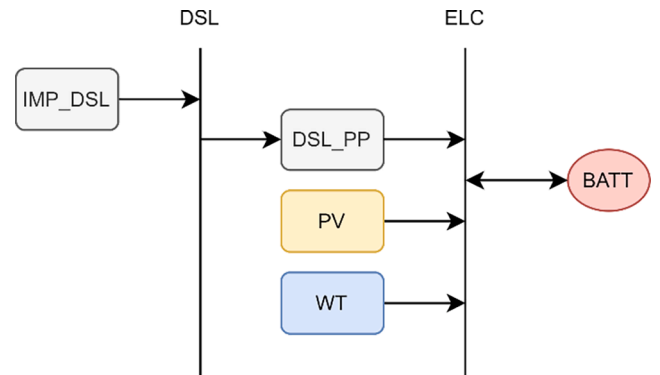 DSL
ELC
IMP_DSL
DSL_PP
BATT
PV
WT